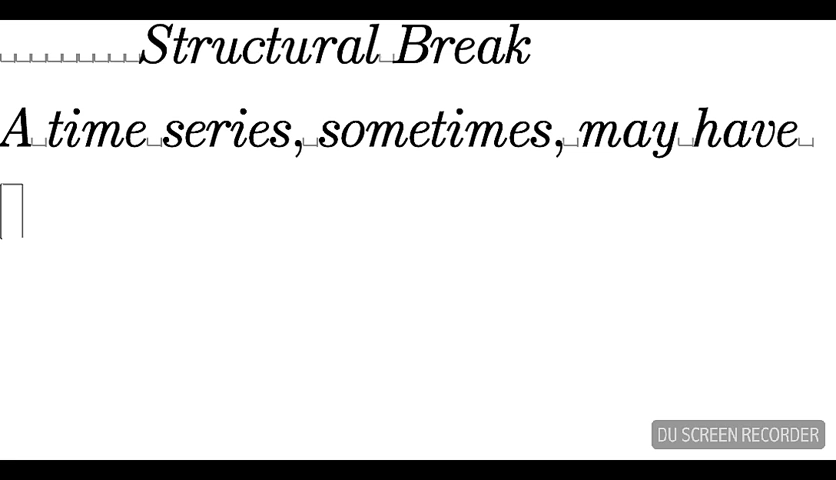 Structural Break
A time series, sometimes, may have
DU SCREEN RECORDER